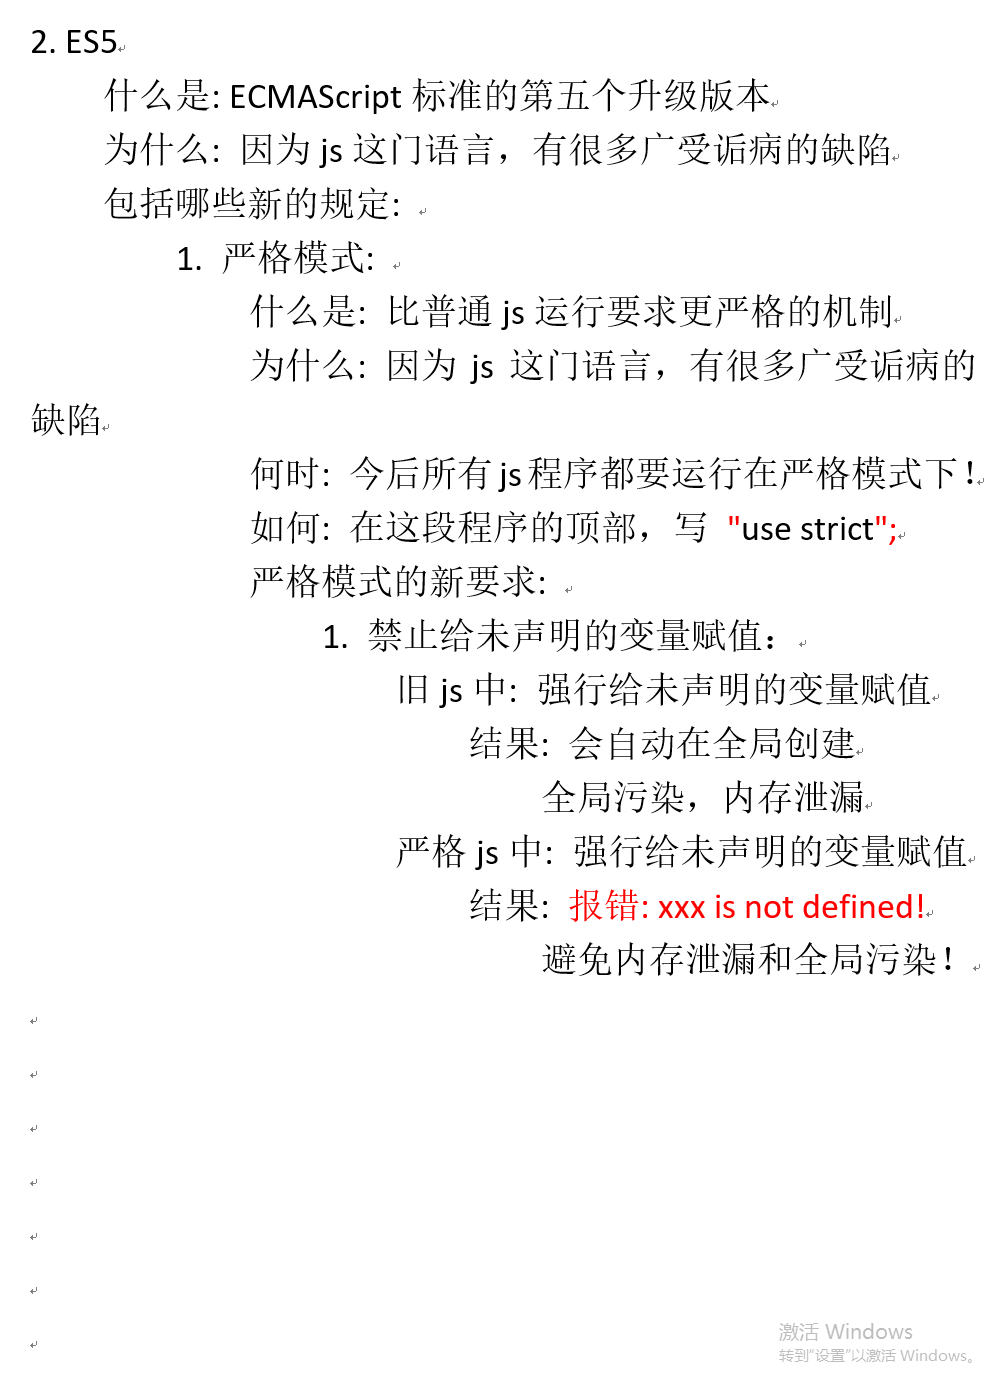 2. ES5
什么是: ECMAScript 标准的第五个升级版本
为什么: 因为 js 这门语言，有很多广受诟病的缺陷
包括哪些新的规定:
1. 严格模式:
什么是: 比普通 js 运行要求更严格的机制
为什么: 因为 js 这门语言，有很多广受诟病的
缺陷
何时: 今后所有 js 程序都要运行在严格模式下！
如何: 在这段程序的顶部，写 "use strict";
严格模式的新要求:
1. 禁止给未声明的变量赋值：
旧 js 中: 强行给未声明的变量赋值
结果: 会自动在全局创建
全局污染，内存泄漏
严格 js 中: 强行给未声明的变量赋值
结果: 报错: xxx is not defined!
避免内存泄漏和全局污染！
激活 Windows
转到"设置"以激活 Windows。